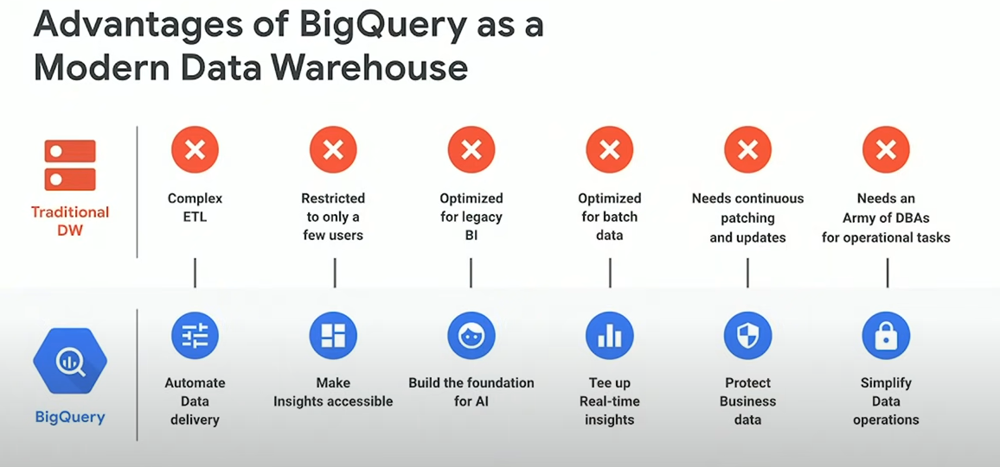 Advantages of BigQuery as a
Modern Data Warehouse
Traditional
DW
Complex
ETL
Restricted
to only a
few users
Optimized
for legacy
BI
Optimized
for batch
data
Needs continuous
patching
and updates
Needs an
Army of DBAs
for operational tasks
BigQuery
Automate
Data
delivery
Make
Insights accessible
Build the foundation
for AI
Tee up
Real-time
insights
Protect
Business
data
Simplify
Data
operations